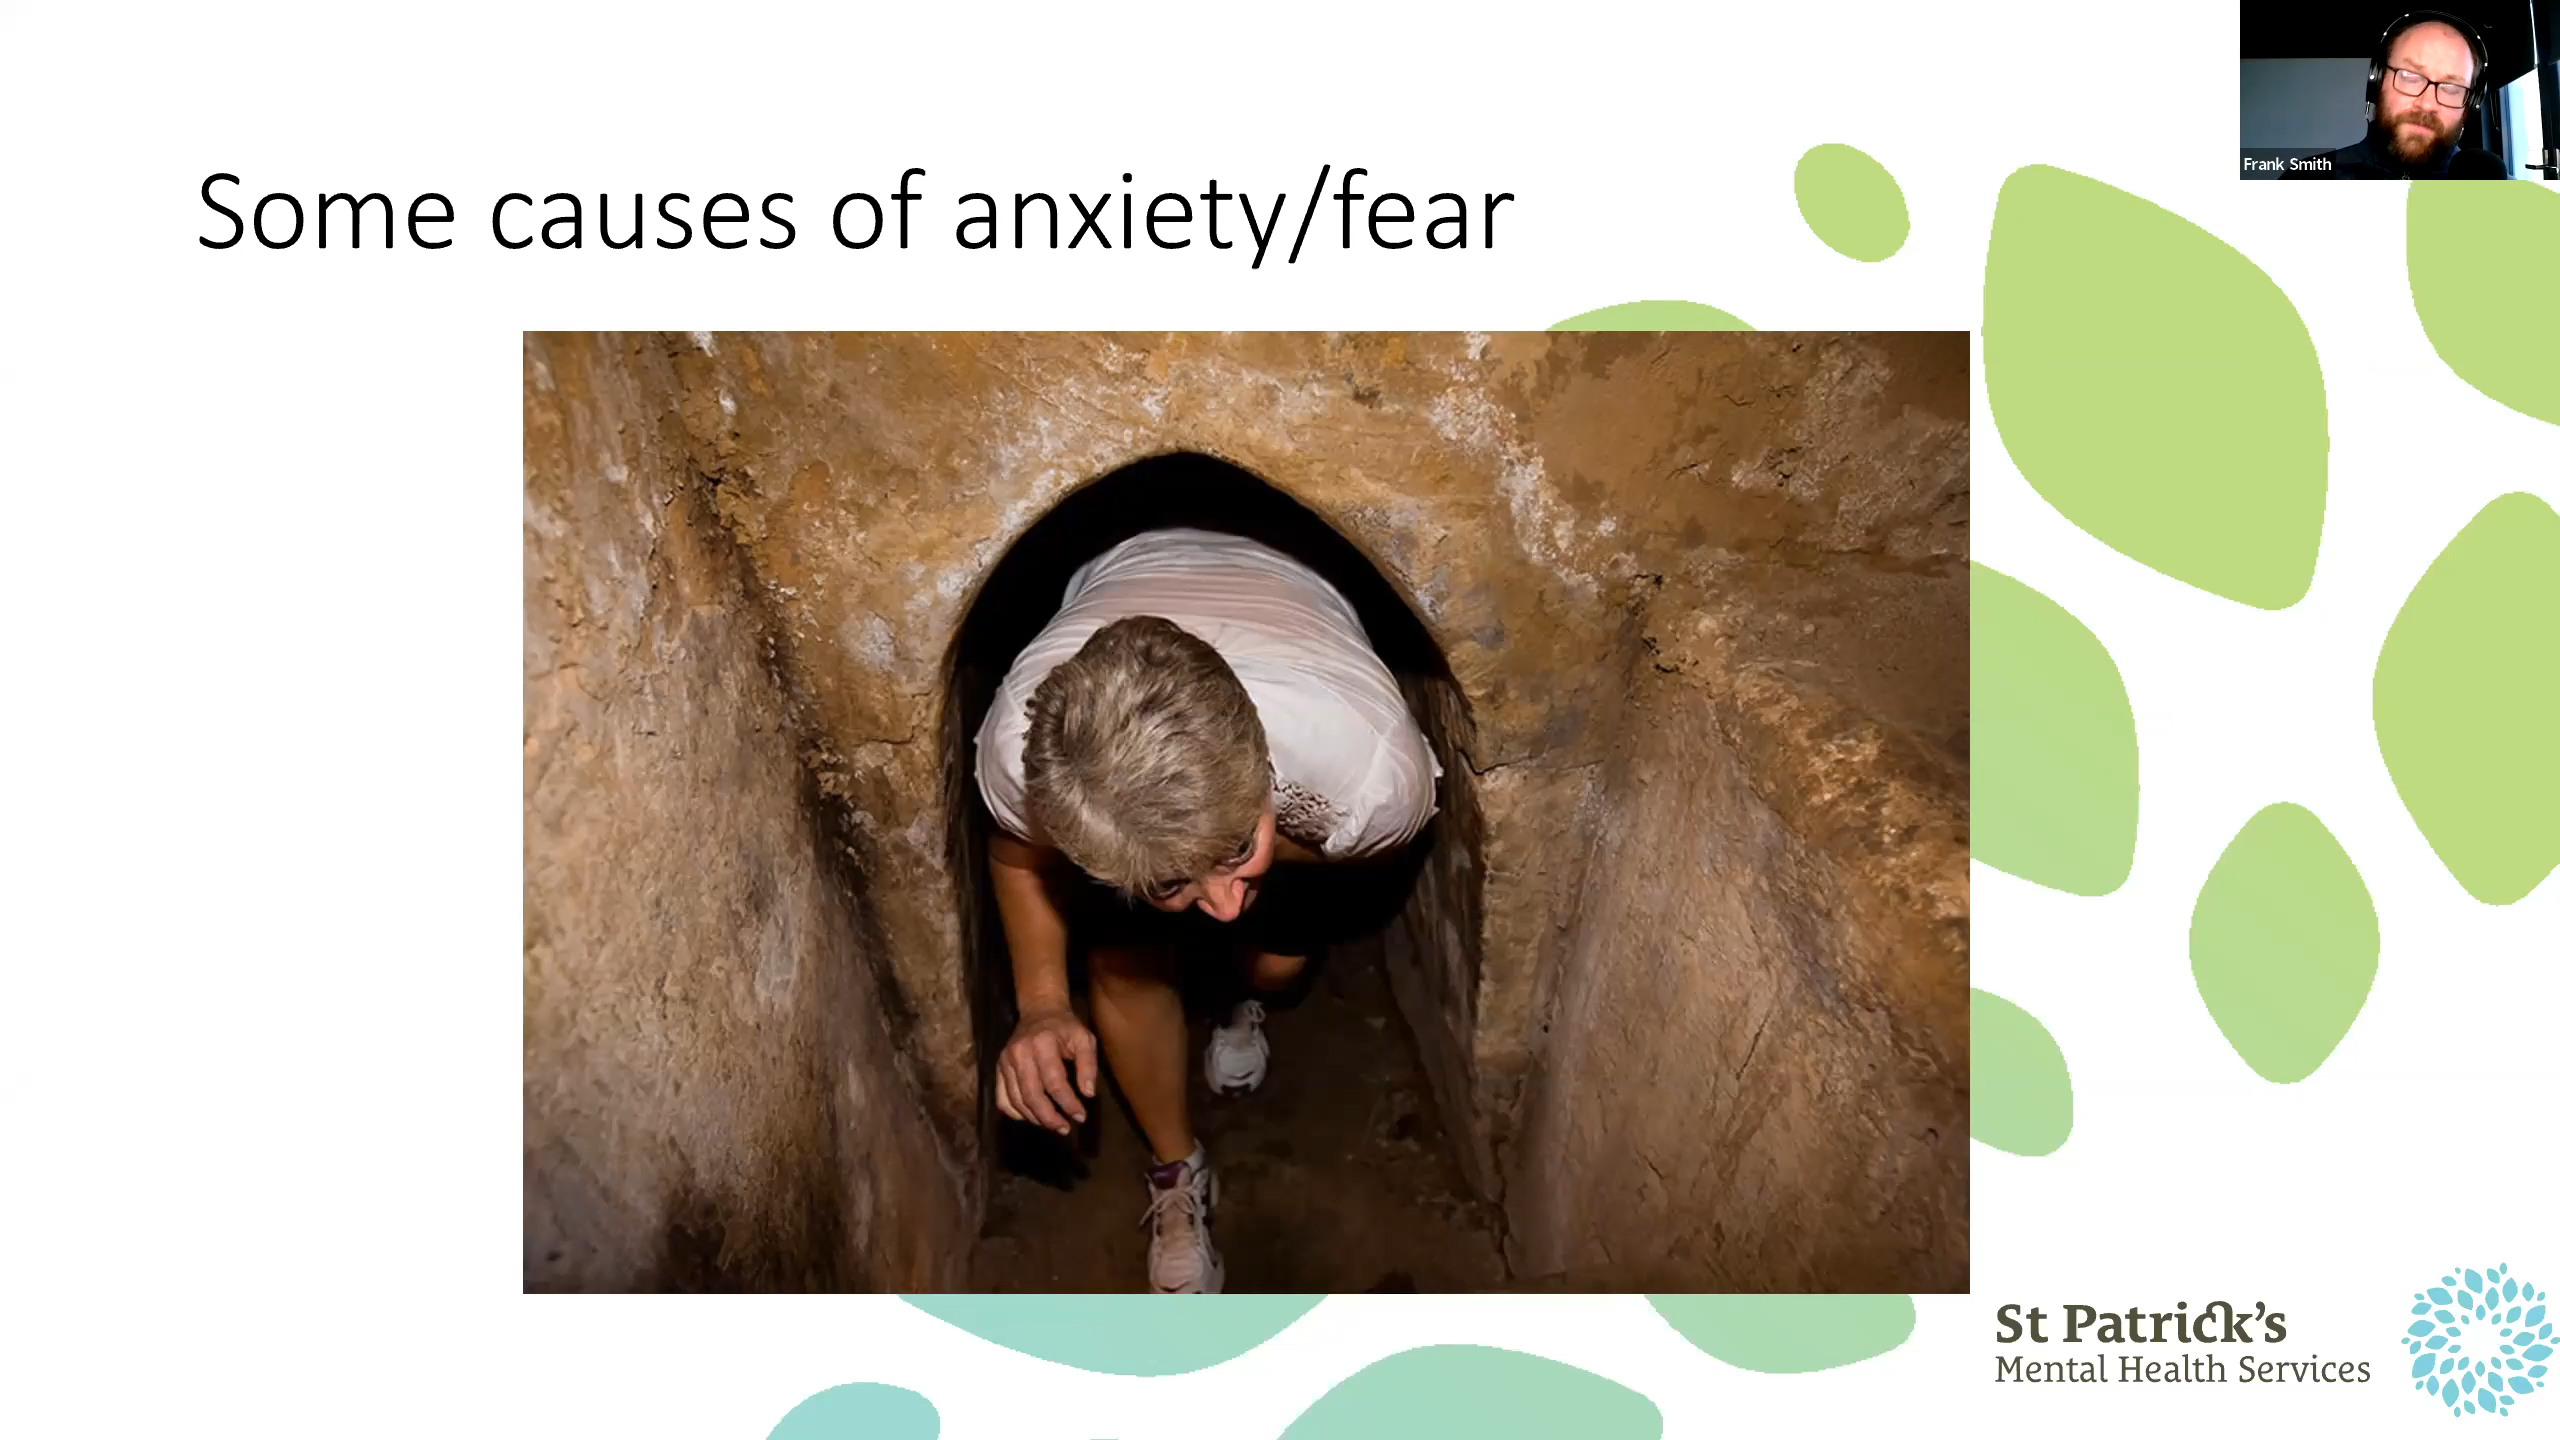 Frank Smith
Some causes of anxiety/fear
St Patrick's
Mental Health Services